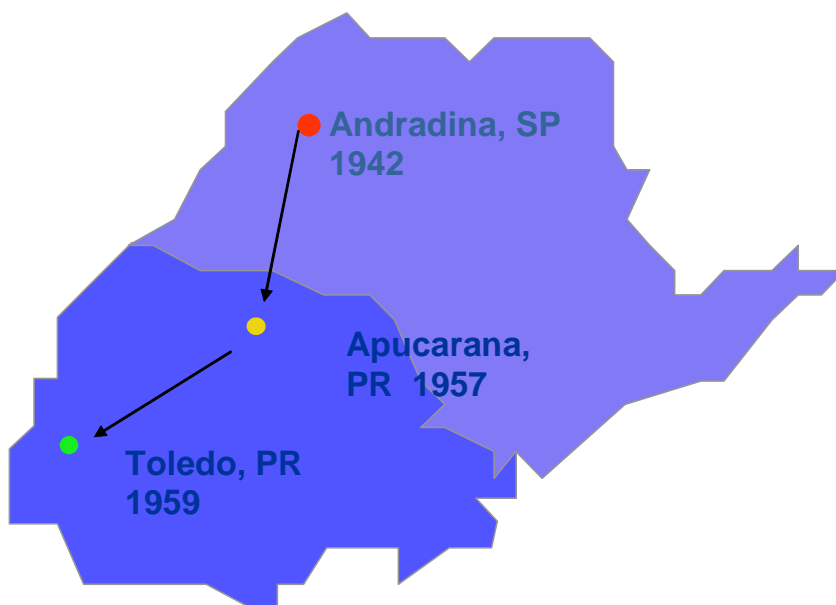 Andradina, SP
1942
Apucarana,
PR 1957
Toledo, PR
1959